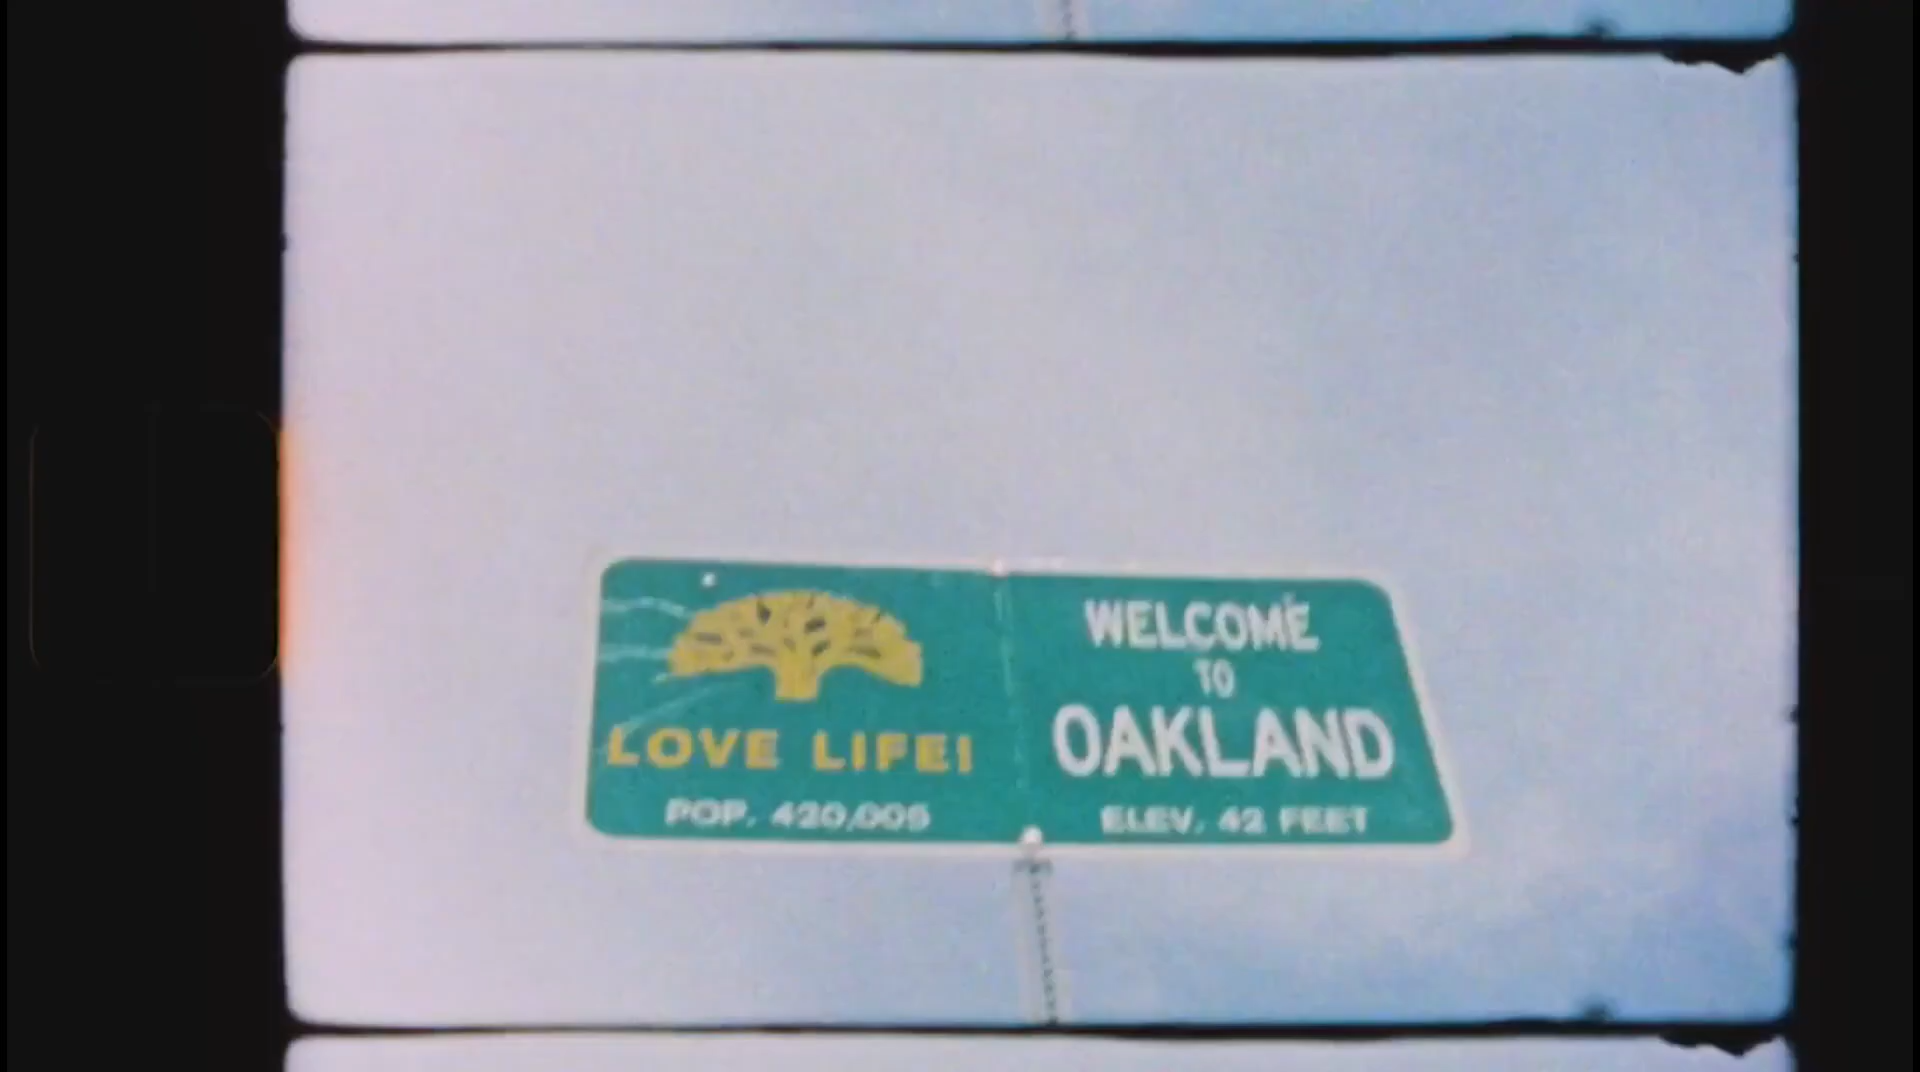 LOVE LIFE!
POP. 420,005
WELCOME
TO
OAKLAND
ELEV. 42 FEET